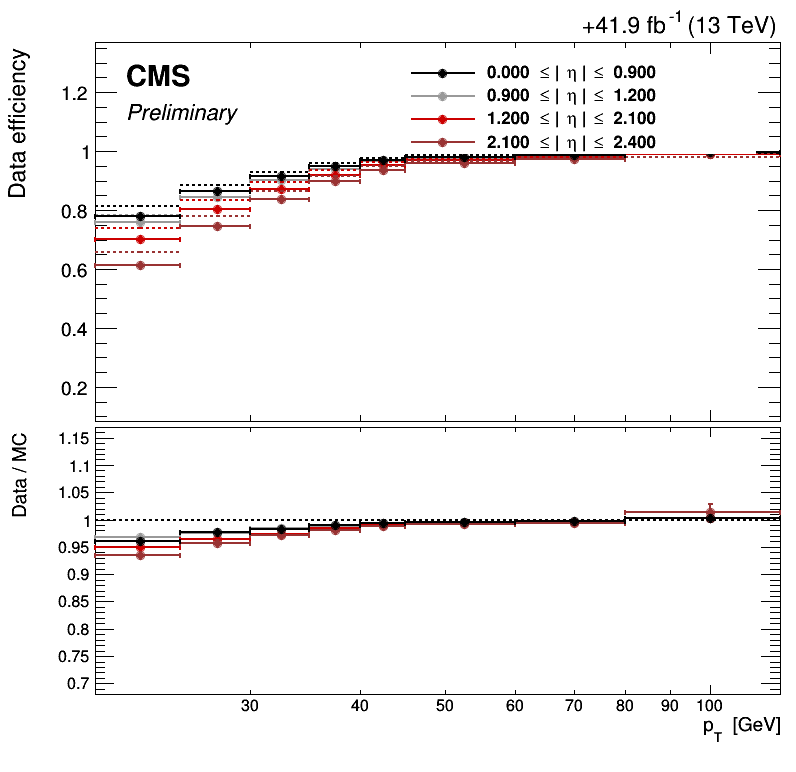 +41.9 fb-1 (13 TeV)
CMS
Preliminary
0.000 ≤| η |≤ 0.900
0.900 ≤| η |≤ 1.200
1.200 ≤| η |≤ 2.100
2.100 ≤| η |≤ 2.400
Data efficiency
1.2
1
0.8
0.6
0.4
0.2
Data / MC
1.15
1.1
1.05
1
0.95
0.9
0.85
0.8
0.75
0.7
30 40 50 60 70 80 90 100
pT [GeV]